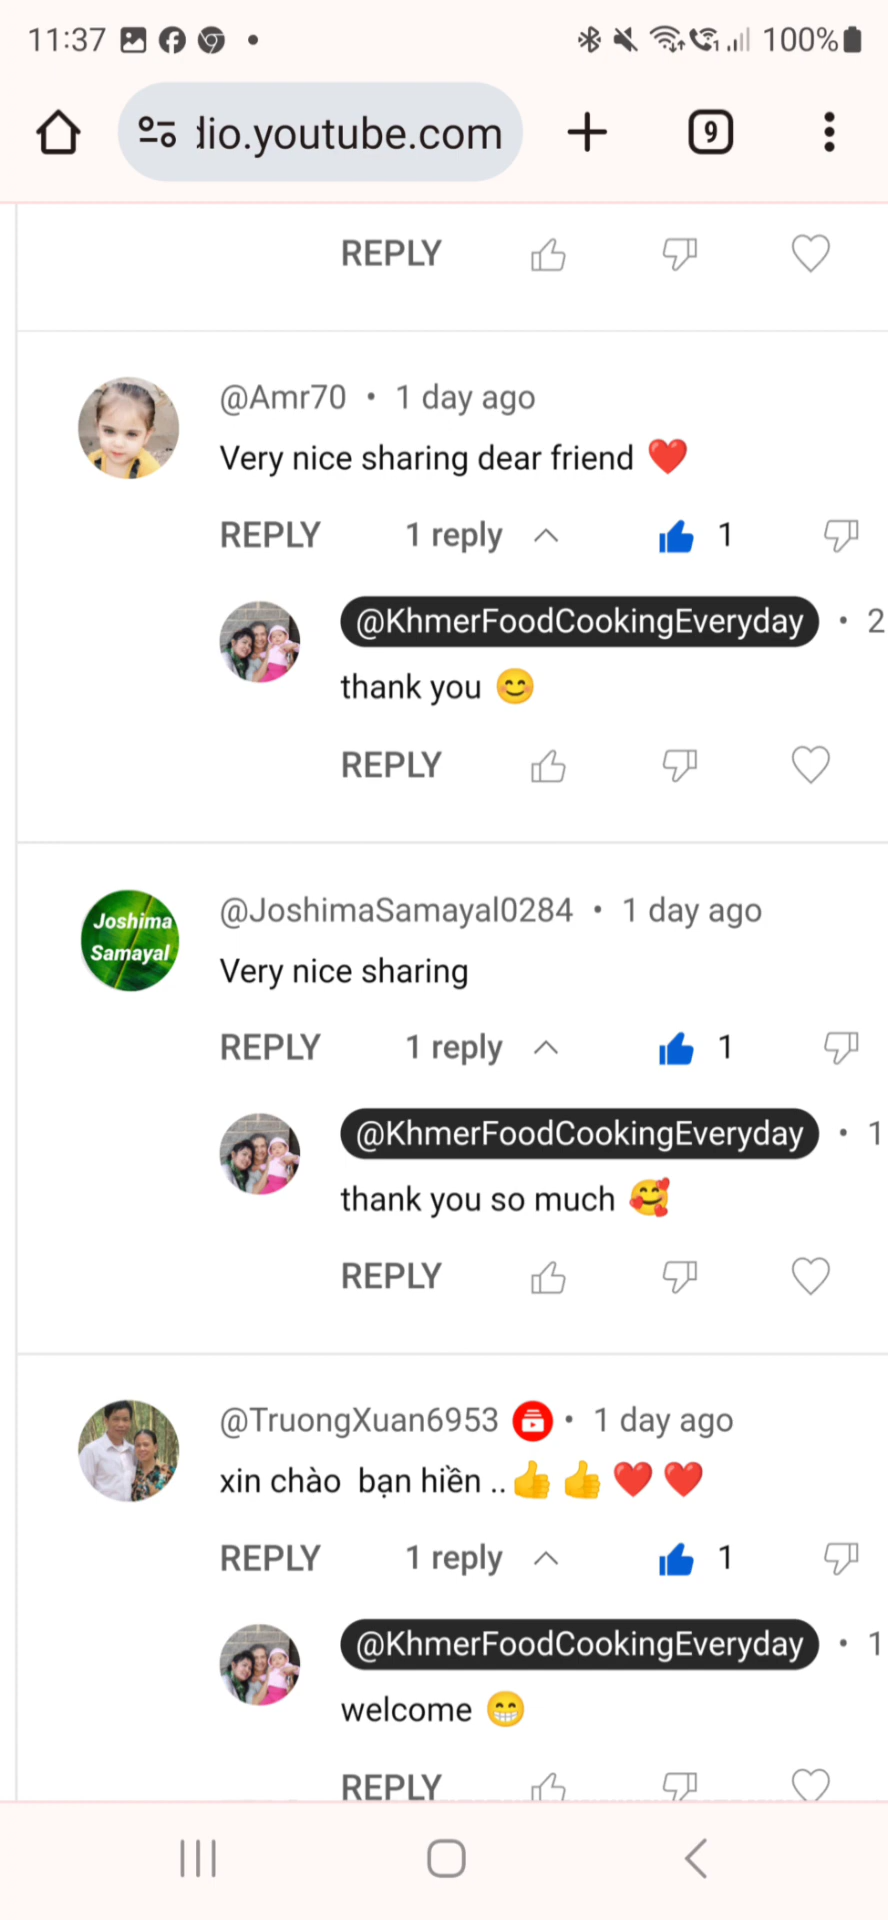 11:37 100%
dio.youtube.com 9
REPLY
@Amr70 • 1 day ago
Very nice sharing dear friend ❤️
REPLY 1 reply 1
@KhmerFoodCookingEveryday • 2
thank you 😊
REPLY
Joshima
Samayal
@JoshimaSamayal0284 • 1 day ago
Very nice sharing
REPLY 1 reply 1
@KhmerFoodCookingEveryday • 1
thank you so much 🥰
REPLY
@TruongXuan6953 • 1 day ago
xin chào bạn hiền ..👍👍❤️❤️
REPLY 1 reply 1
@KhmerFoodCookingEveryday • 1
welcome 😁
REPLY